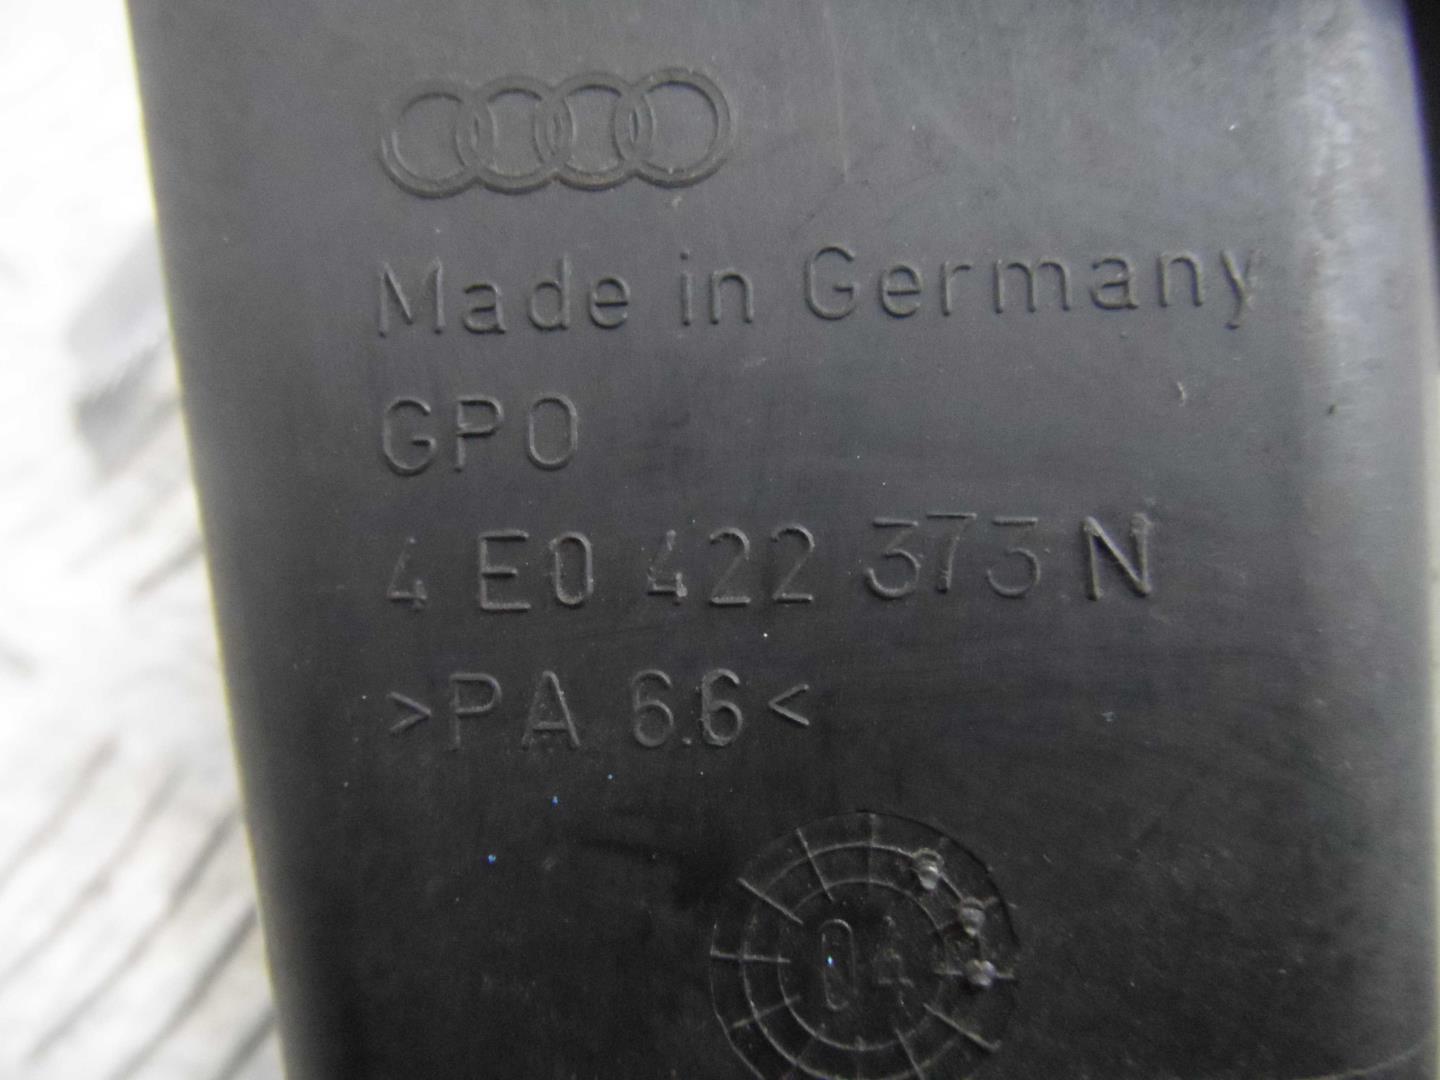 Made in Germany
GPO
4E0 422 373 N
>PA 6.6<
04